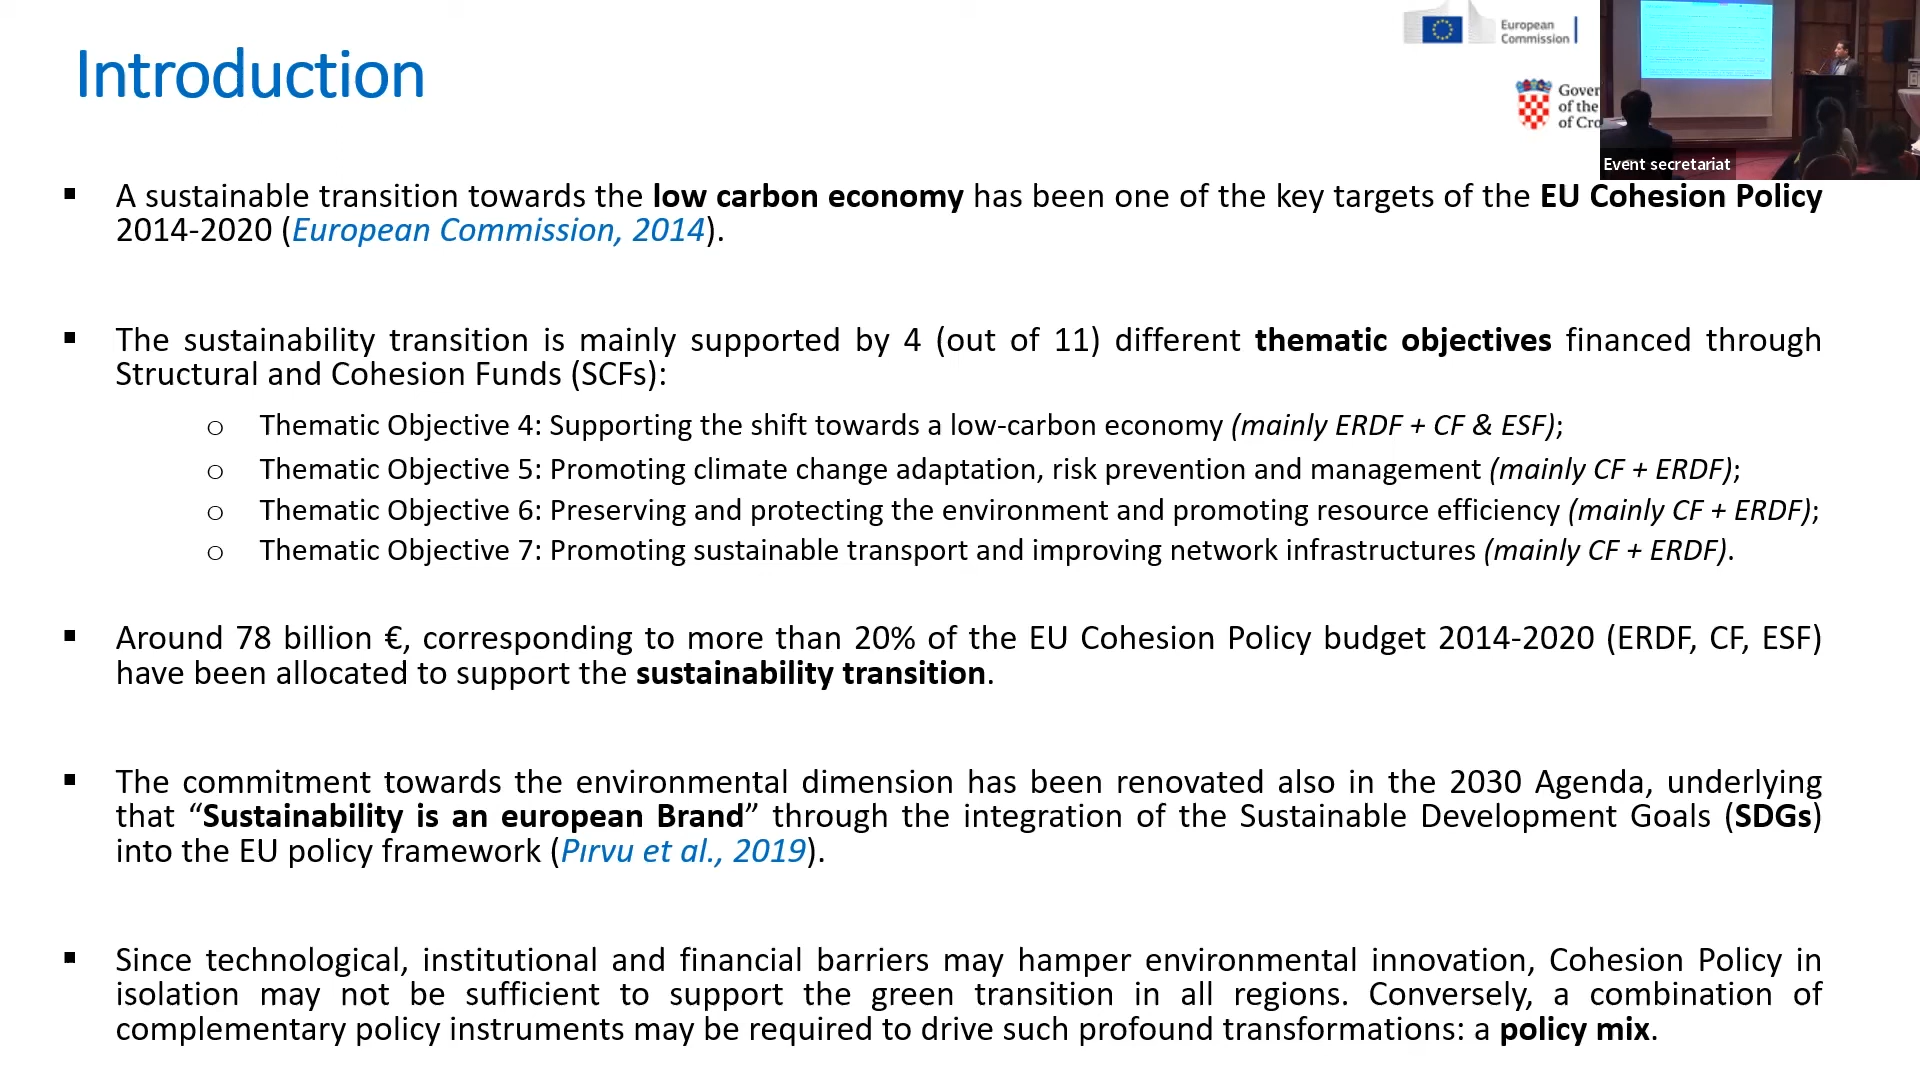 Introduction
European
Commission
Gover
of the
of Cro
Event secretariat
▪ A sustainable transition towards the low carbon economy has been one of the key targets of the EU Cohesion Policy
2014-2020 (European Commission, 2014).
▪ The sustainability transition is mainly supported by 4 (out of 11) different thematic objectives financed through
Structural and Cohesion Funds (SCFs):
o Thematic Objective 4: Supporting the shift towards a low-carbon economy (mainly ERDF + CF & ESF);
o Thematic Objective 5: Promoting climate change adaptation, risk prevention and management (mainly CF + ERDF);
o Thematic Objective 6: Preserving and protecting the environment and promoting resource efficiency (mainly CF + ERDF);
o Thematic Objective 7: Promoting sustainable transport and improving network infrastructures (mainly CF + ERDF).
▪ Around 78 billion €, corresponding to more than 20% of the EU Cohesion Policy budget 2014-2020 (ERDF, CF, ESF)
have been allocated to support the sustainability transition.
▪ The commitment towards the environmental dimension has been renovated also in the 2030 Agenda, underlying
that “Sustainability is an european Brand” through the integration of the Sustainable Development Goals (SDGs)
into the EU policy framework (Pırvu et al., 2019).
▪ Since technological, institutional and financial barriers may hamper environmental innovation, Cohesion Policy in
isolation may not be sufficient to support the green transition in all regions. Conversely, a combination of
complementary policy instruments may be required to drive such profound transformations: a policy mix.